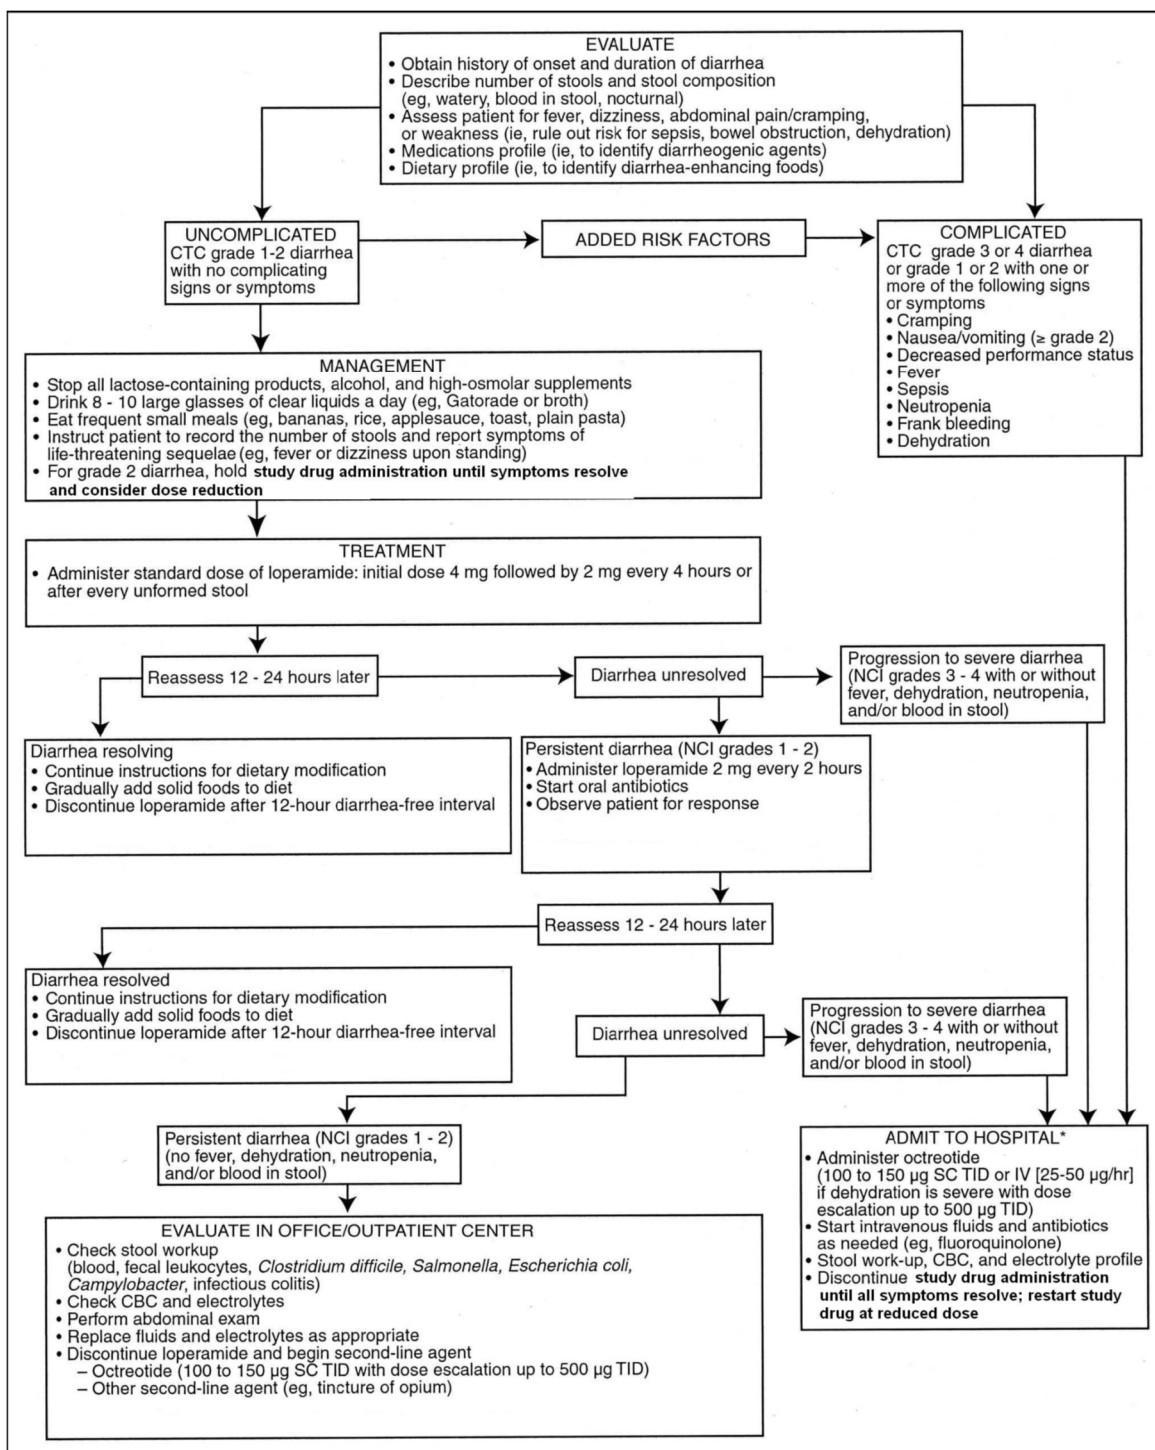 EVALUATE
• Obtain history of onset and duration of diarrhea
• Describe number of stools and stool composition
(eg, watery, blood in stool, nocturnal)
• Assess patient for fever, dizziness, abdominal pain/cramping,
or weakness (ie, rule out risk for sepsis, bowel obstruction, dehydration)
• Medications profile (ie, to identify diarrheogenic agents)
• Dietary profile (ie, to identify diarrhea-enhancing foods)
UNCOMPLICATED
CTC grade 1-2 diarrhea
with no complicating
signs or symptoms
ADDED RISK FACTORS
COMPLICATED
CTC grade 3 or 4 diarrhea
or grade 1 or 2 with one or
more of the following signs
or symptoms
• Cramping
• Nausea/vomiting (≥ grade 2)
• Decreased performance status
• Fever
• Sepsis
• Neutropenia
• Frank bleeding
• Dehydration
MANAGEMENT
• Stop all lactose-containing products, alcohol, and high-osmolar supplements
• Drink 8 - 10 large glasses of clear liquids a day (eg, Gatorade or broth)
• Eat frequent small meals (eg, bananas, rice, applesauce, toast, plain pasta)
• Instruct patient to record the number of stools and report symptoms of
life-threatening sequelae (eg, fever or dizziness upon standing)
• For grade 2 diarrhea, hold study drug administration until symptoms resolve
and consider dose reduction
TREATMENT
• Administer standard dose of loperamide: initial dose 4 mg followed by 2 mg every 4 hours or
after every unformed stool
Reassess 12 - 24 hours later
Diarrhea unresolved
Progression to severe diarrhea
(NCI grades 3 - 4 with or without
fever, dehydration, neutropenia,
and/or blood in stool)
Diarrhea resolving
• Continue instructions for dietary modification
• Gradually add solid foods to diet
• Discontinue loperamide after 12-hour diarrhea-free interval
Persistent diarrhea (NCI grades 1 - 2)
• Administer loperamide 2 mg every 2 hours
• Start oral antibiotics
• Observe patient for response
Reassess 12 - 24 hours later
Diarrhea resolved
• Continue instructions for dietary modification
• Gradually add solid foods to diet
• Discontinue loperamide after 12-hour diarrhea-free interval
Diarrhea unresolved
Progression to severe diarrhea
(NCI grades 3 - 4 with or without
fever, dehydration, neutropenia,
and/or blood in stool)
Persistent diarrhea (NCI grades 1 - 2)
(no fever, dehydration, neutropenia,
and/or blood in stool)
ADMIT TO HOSPITAL*
• Administer octreotide
(100 to 150 µg SC TID or IV [25-50 µg/hr]
if dehydration is severe with dose
escalation up to 500 µg TID)
• Start intravenous fluids and antibiotics
as needed (eg, fluoroquinolone)
• Stool work-up, CBC, and electrolyte profile
• Discontinue study drug administration
until all symptoms resolve; restart study
drug at reduced dose
EVALUATE IN OFFICE/OUTPATIENT CENTER
• Check stool workup
(blood, fecal leukocytes, Clostridium difficile, Salmonella, Escherichia coli,
Campylobacter, infectious colitis)
• Check CBC and electrolytes
• Perform abdominal exam
• Replace fluids and electrolytes as appropriate
• Discontinue loperamide and begin second-line agent
– Octreotide (100 to 150 µg SC TID with dose escalation up to 500 µg TID)
– Other second-line agent (eg, tincture of opium)